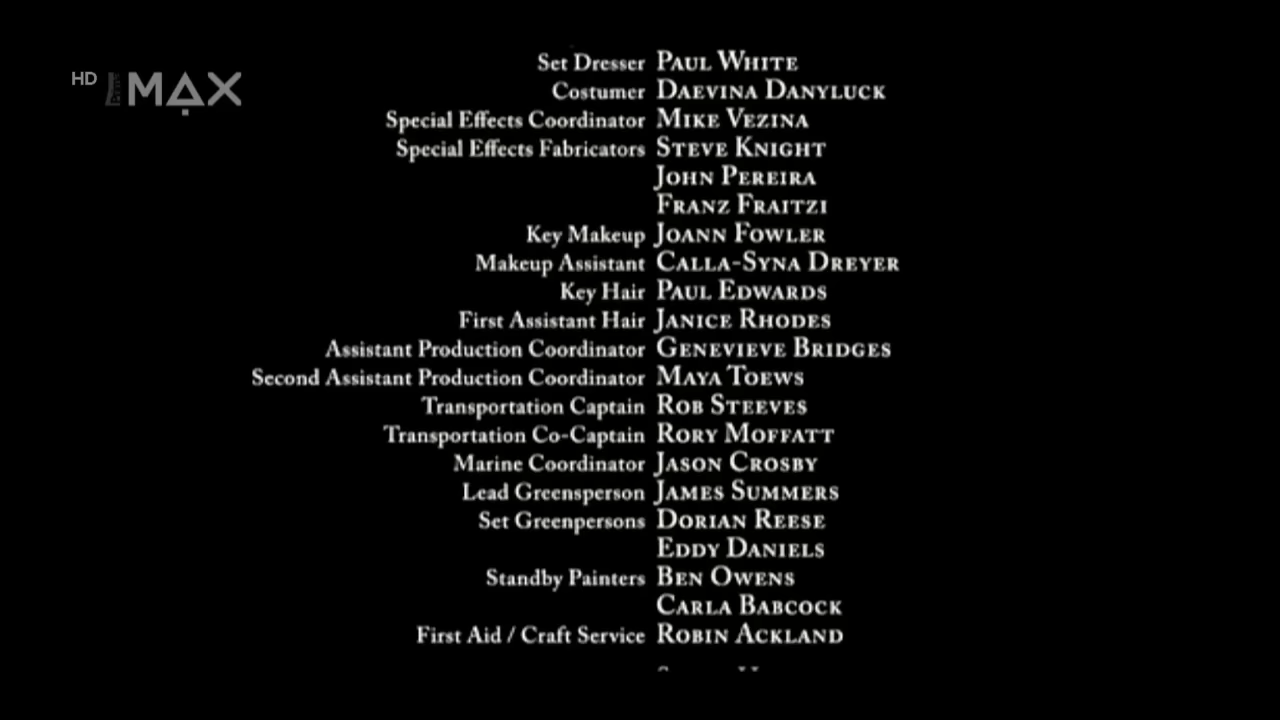 HD MAX
Set Dresser PAUL WHITE
Costumer DAEVINA DANYLUCK
Special Effects Coordinator MIKE VEZINA
Special Effects Fabricators STEVE KNIGHT
JOHN PEREIRA
FRANZ FRAITZI
Key Makeup JOANN FOWLER
Makeup Assistant CALLA-SYNA DREYER
Key Hair PAUL EDWARDS
First Assistant Hair JANICE RHODES
Assistant Production Coordinator GENEVIEVE BRIDGES
Second Assistant Production Coordinator MAYA TOEWS
Transportation Captain ROB STEEVES
Transportation Co-Captain RORY MOFFATT
Marine Coordinator JASON CROSBY
Lead Greensperson JAMES SUMMERS
Set Greenpersons DORIAN REESE
EDDY DANIELS
Standby Painters BEN OWENS
CARLA BABCOCK
First Aid / Craft Service ROBIN ACKLAND